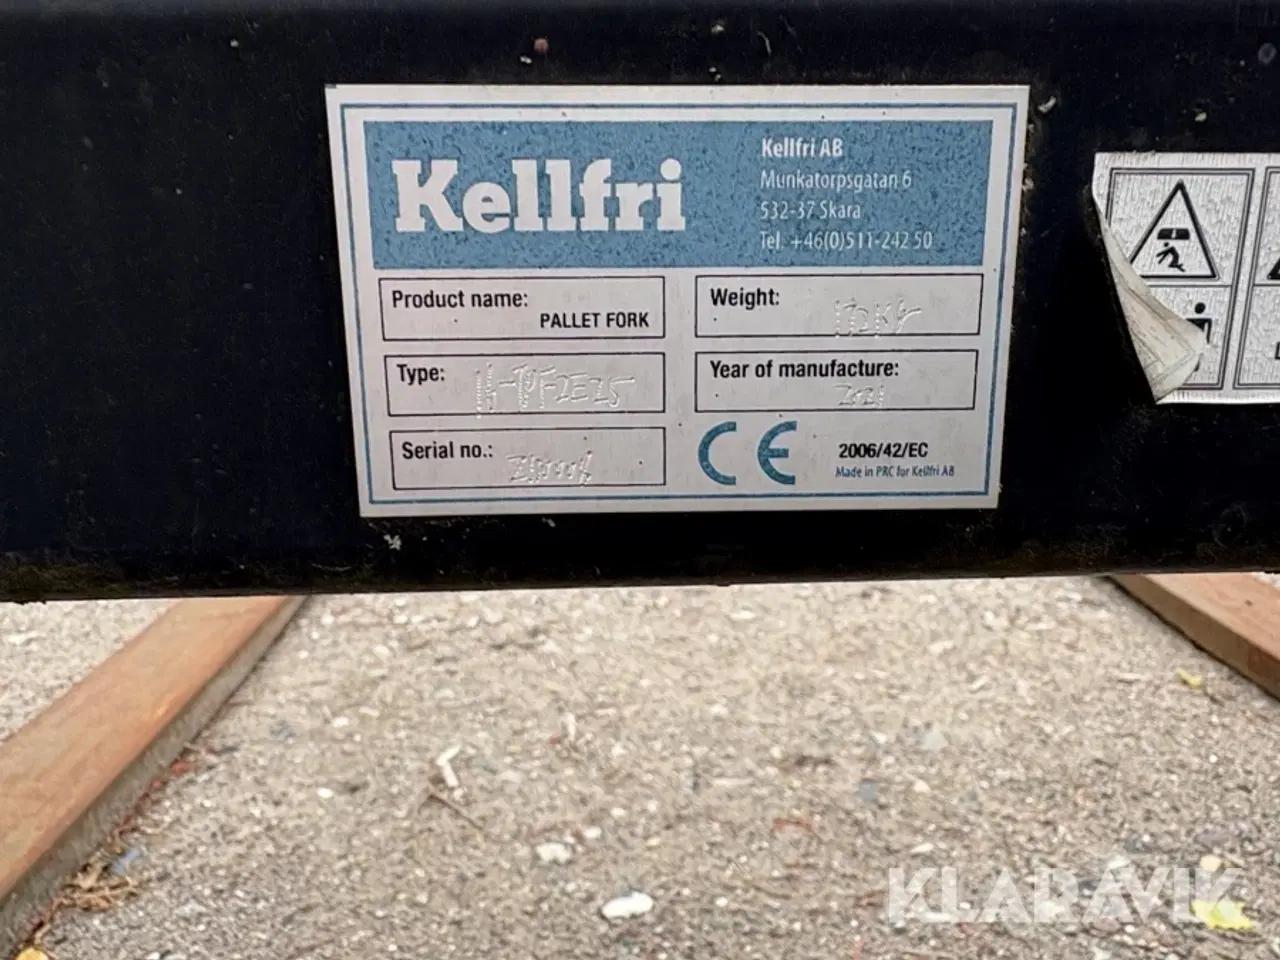 Kellfri
Kellfri AB
Munkatorpsgatan 6
532-37 Skara
Tel. +46(0)511-242 50
Product name:
PALLET FORK
Weight:
Type:
Year of manufacture:
2021
Serial no.:
CE
2006/42/EC
Made in PRC for Kellfri AB
KLARAVIK